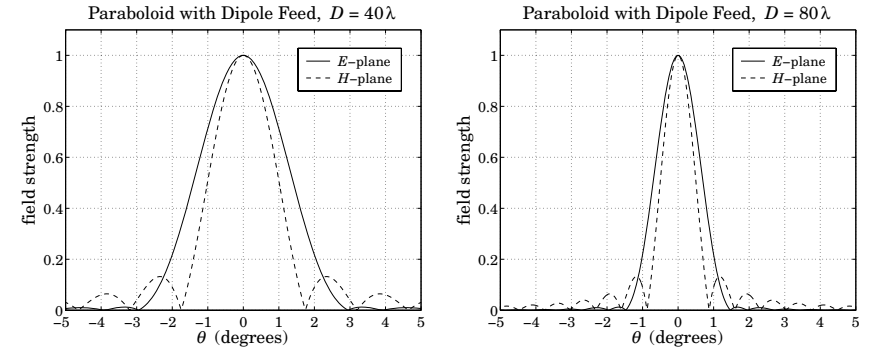 Paraboloid with Dipole Feed, D = 40λ
E–plane
H–plane
field strength
1
0.8
0.6
0.4
0.2
0
−5 −4 −3 −2 −1 0 1 2 3 4 5
θ (degrees)
Paraboloid with Dipole Feed, D = 80λ
E–plane
H–plane
field strength
1
0.8
0.6
0.4
0.2
0
−5 −4 −3 −2 −1 0 1 2 3 4 5
θ (degrees)